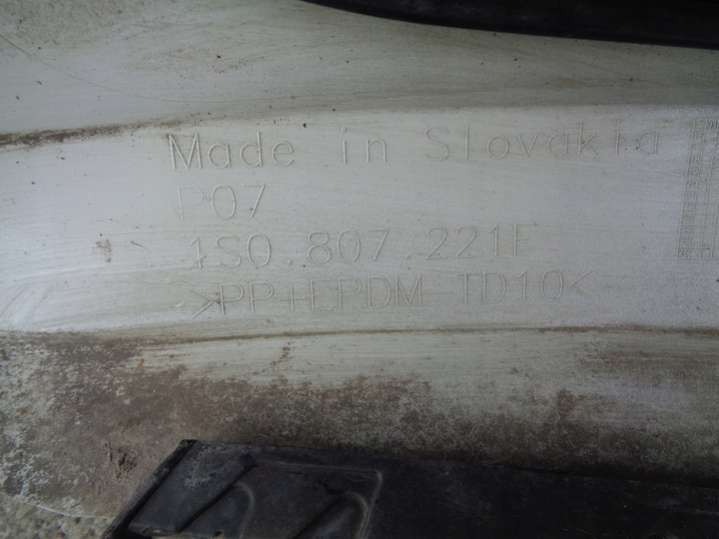 Made in Slovakia
P07
1S0.807.221F
>PP+EPDM TD10<